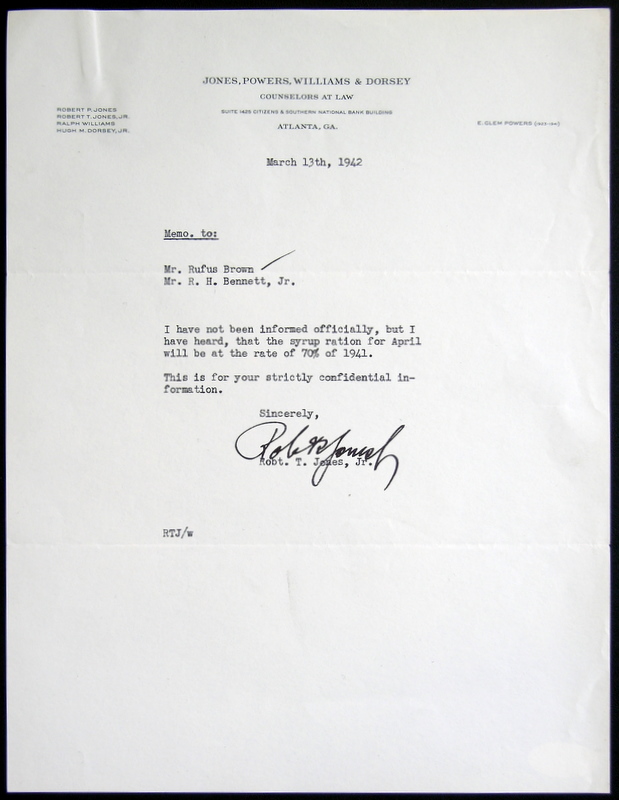 JONES, POWERS, WILLIAMS & DORSEY
COUNSELORS AT LAW
SUITE 1425 CITIZENS & SOUTHERN NATIONAL BANK BUILDING
ATLANTA, GA.
ROBERT P. JONES
ROBERT T. JONES, JR.
RALPH WILLIAMS
HUGH M. DORSEY, JR.
E. CLEM POWERS
March 13th, 1942
Memo. to:
Mr. Rufus Brown
Mr. R. H. Bennett, Jr.
I have not been informed officially, but I
have heard, that the syrup ration for April
will be at the rate of 70% of 1941.
This is for your strictly confidential in-
formation.
Sincerely,
Robt. T. Jones, Jr.
RTJ/w